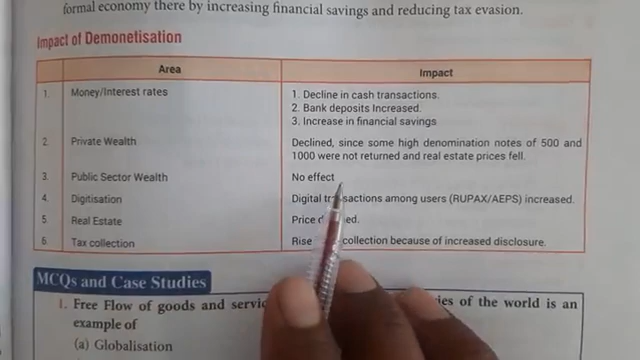 formal economy there by increasing financial savings and reducing tax evasion.
Impact of Demonetisation
Area Impact
1. Money/Interest rates 1. Decline in cash transactions.
2. Bank deposits Increased.
3. Increase in financial savings
2. Private Wealth Declined, since some high denomination notes of 500 and
1000 were not returned and real estate prices fell.
3. Public Sector Wealth No effect
4. Digitisation Digital among users (RUPAX/AEPS) increased.
5. Real Estate Price
6. Tax collection Rise collection because of increased disclosure.
MCQs and Case Studies
1. Free Flow of goods and of the world is an
example of
(a) Globalisation